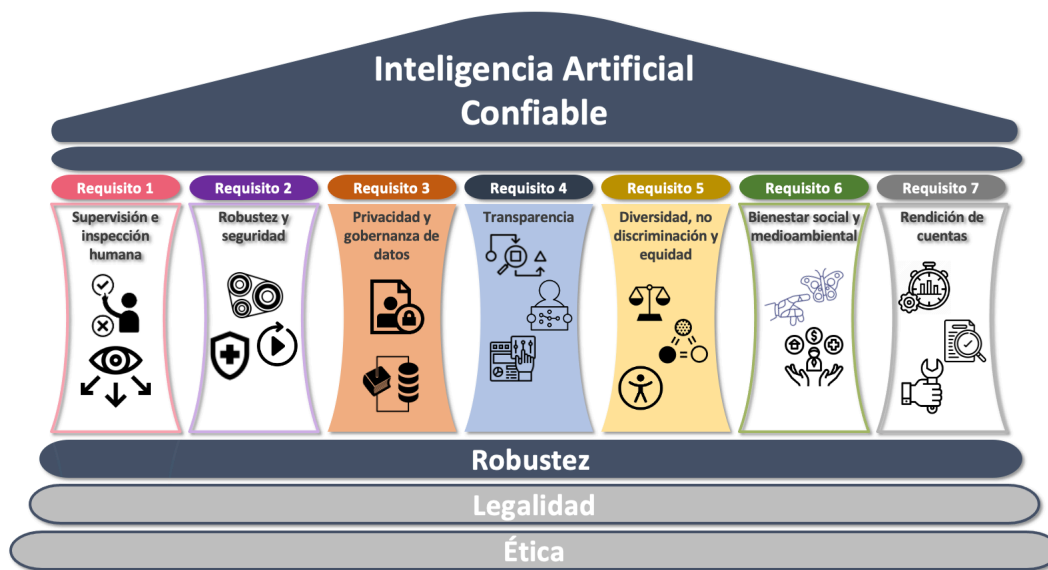 Inteligencia Artificial
Confiable
Requisito 1
Requisito 2
Requisito 3
Requisito 4
Requisito 5
Requisito 6
Requisito 7
Supervisión e
inspección
humana
Robustez y
seguridad
Privacidad y
gobernanza de
datos
Transparencia
Diversidad, no
discriminación y
equidad
Bienestar social y
medioambiental
Rendición de
cuentas
Robustez
Legalidad
Ética